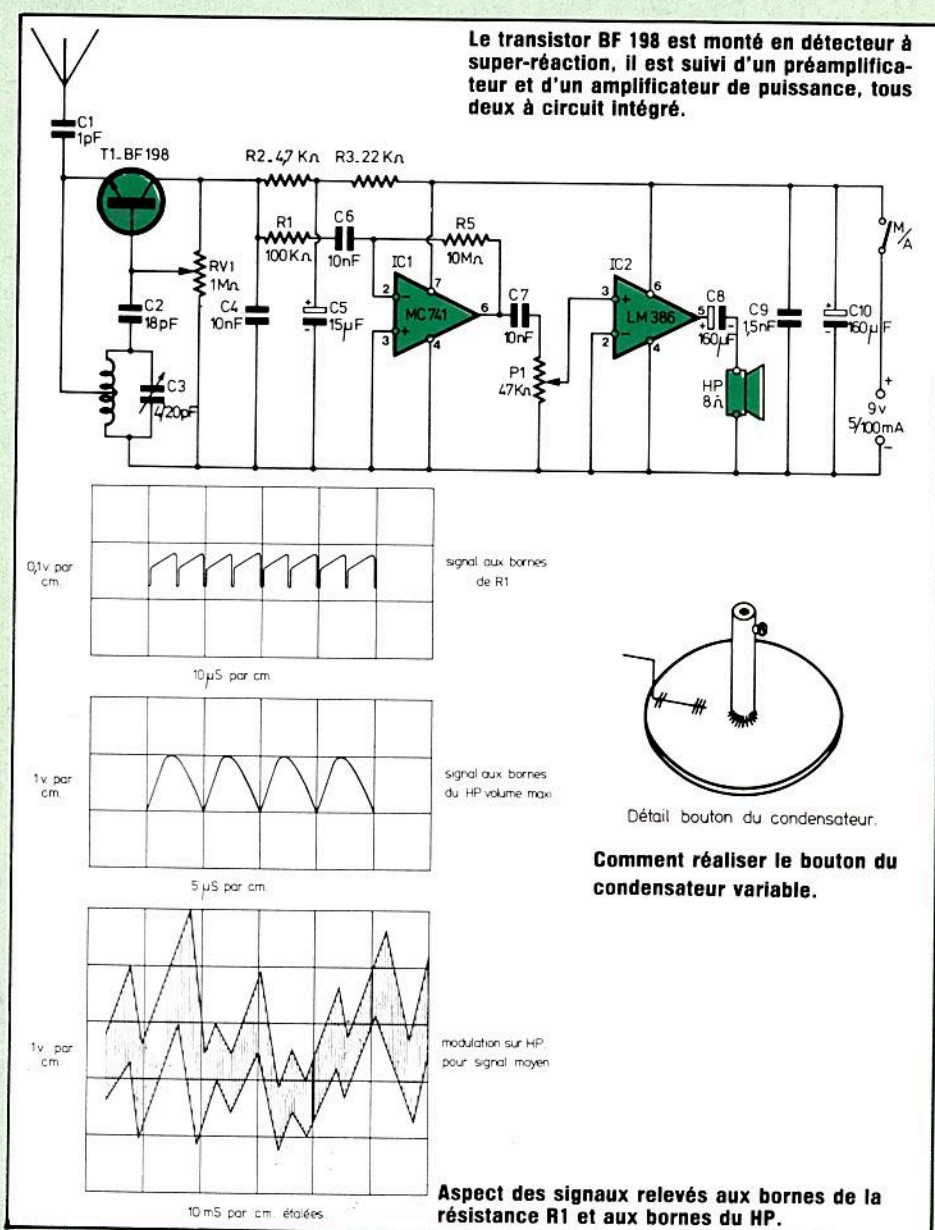 Le transistor BF 198 est monté en détecteur à
super-réaction, il est suivi d'un préamplifica-
teur et d'un amplificateur de puissance, tous
deux à circuit intégré.
C1
1pF
T1_BF198
R2_4,7 KΩ
R3_22 KΩ
R1
100KΩ
C6
10nF
R5
10MΩ
M/A
RV1
1MΩ
C2
18pF
C3
4/20pF
C4
10nF
C5
+
15µF
-
IC1
2
-
3
+
MC741
7
6
4
C7
10nF
P1
47KΩ
IC2
3
+
2
-
LM 386
6
5
4
C8
+
-
160µF
HP
8Ω
C9
1,5nF
C10
+
160µF
-
+
9v
5/100mA
-
0,1v par
cm.
signal aux bornes
de R1
10µS par cm
1v. par
cm.
signal aux bornes
du HP volume maxi
5 µS par cm.
Détail bouton du condensateur.
Comment réaliser le bouton du
condensateur variable.
1v. par
cm.
modulation sur HP
pour signal moyen
10 mS par cm. étalées
Aspect des signaux relevés aux bornes de la
résistance R1 et aux bornes du HP.